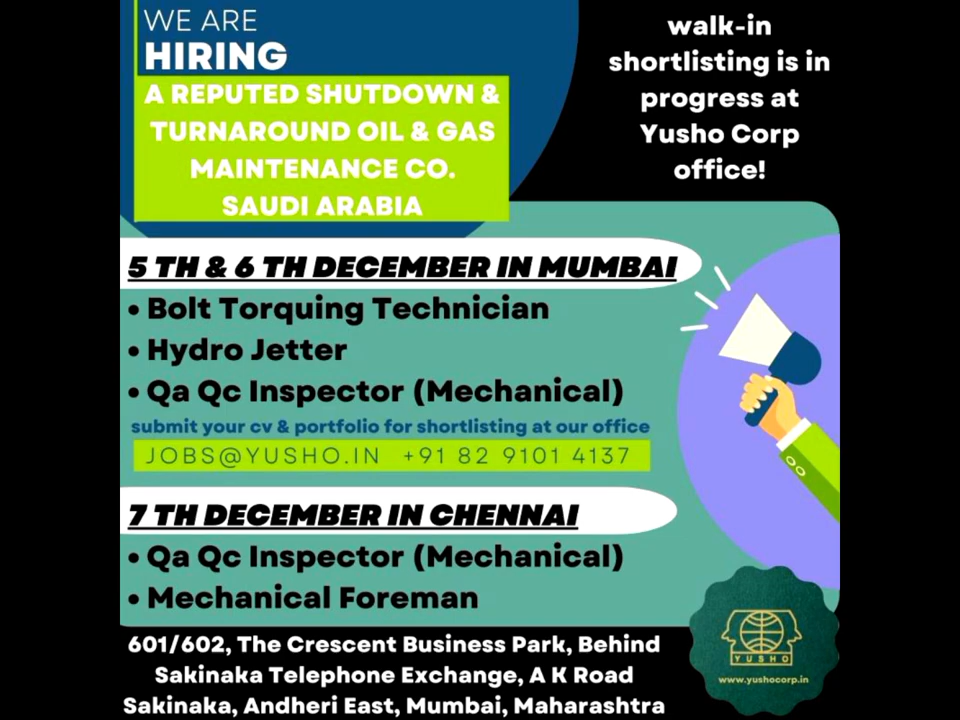 WE ARE
HIRING
A REPUTED SHUTDOWN &
TURNAROUND OIL & GAS
MAINTENANCE CO.
SAUDI ARABIA
walk-in
shortlisting is in
progress at
Yusho Corp
office!
5 TH & 6 TH DECEMBER IN MUMBAI
• Bolt Torquing Technician
• Hydro Jetter
• Qa Qc Inspector (Mechanical)
submit your cv & portfolio for shortlisting at our office
JOBS@YUSHO.IN +91 82 9101 4137
7 TH DECEMBER IN CHENNAI
• Qa Qc Inspector (Mechanical)
• Mechanical Foreman
601/602, The Crescent Business Park, Behind
Sakinaka Telephone Exchange, A K Road
Sakinaka, Andheri East, Mumbai, Maharashtra
YUSHO
www.yushocorp.in